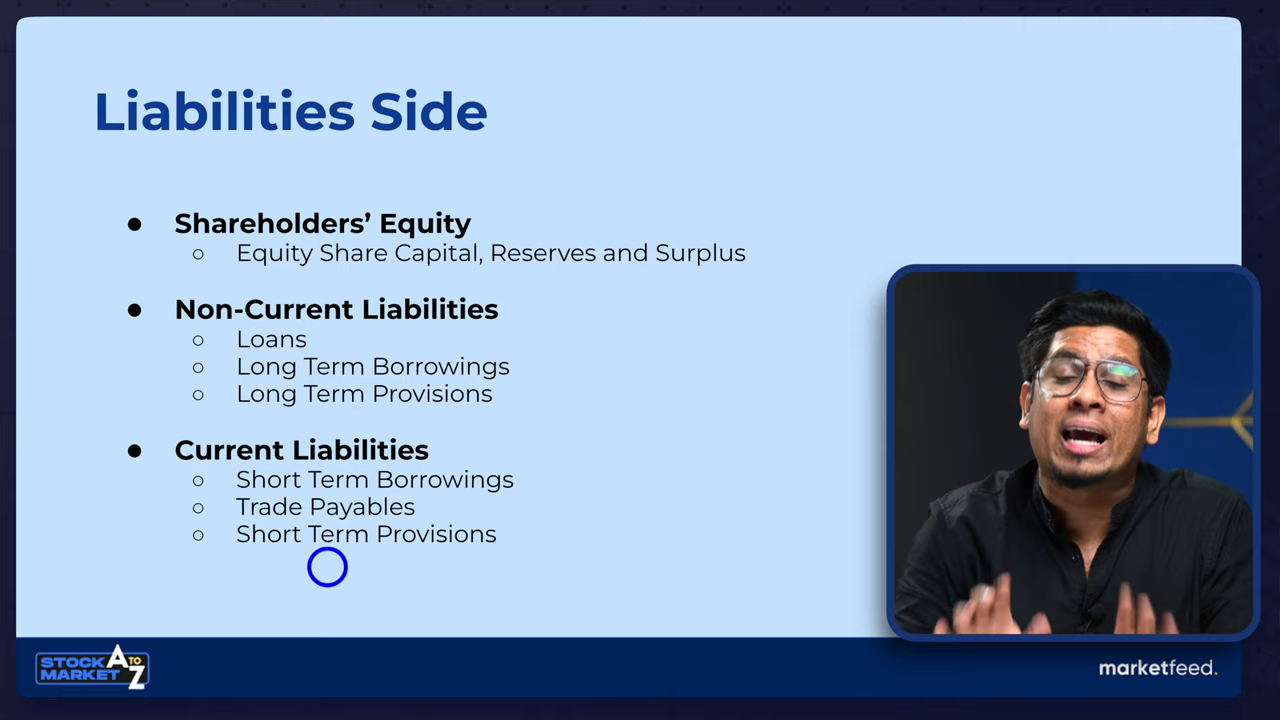 Liabilities Side
● Shareholders’ Equity
○ Equity Share Capital, Reserves and Surplus
● Non-Current Liabilities
○ Loans
○ Long Term Borrowings
○ Long Term Provisions
● Current Liabilities
○ Short Term Borrowings
○ Trade Payables
○ Short Term Provisions
STOCK MARKET A TO Z
marketfeed.